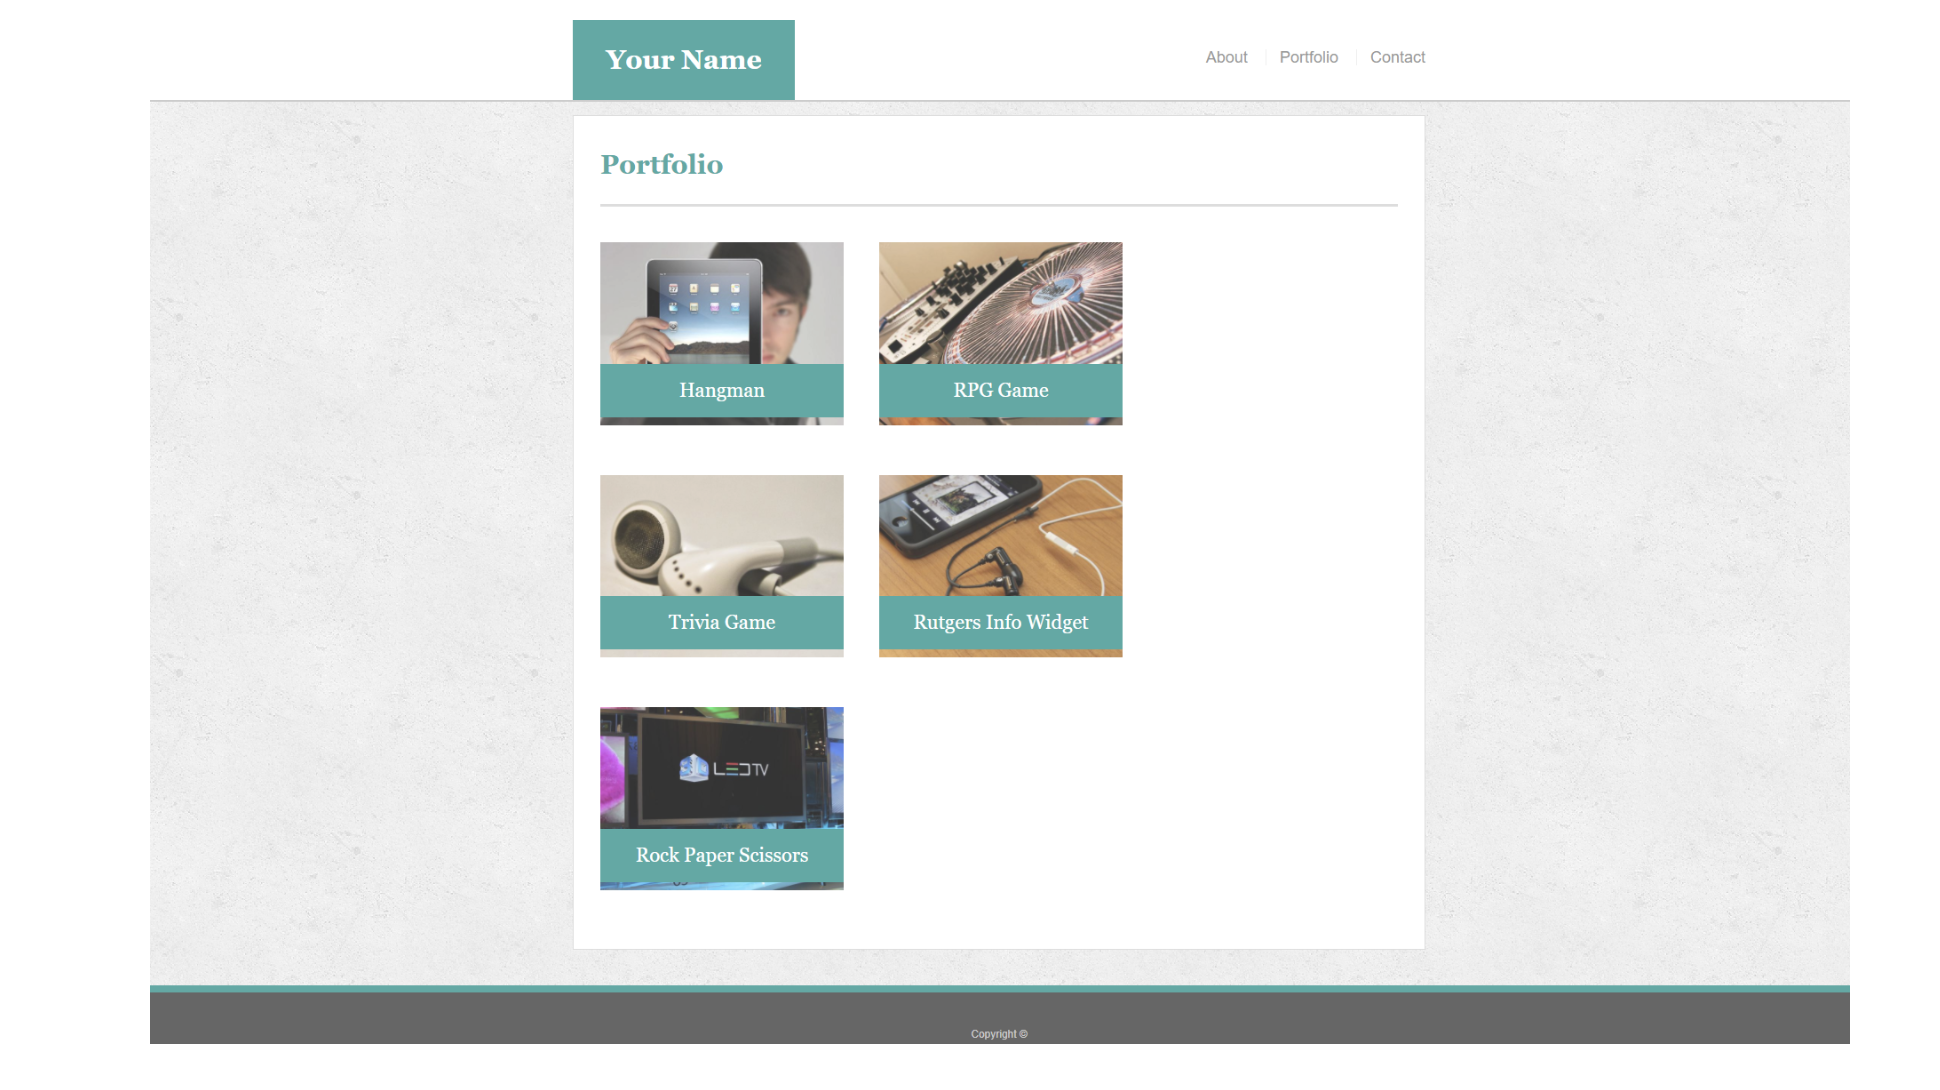 Your Name
About
Portfolio
Contact
Portfolio
Hangman
RPG Game
Trivia Game
Rutgers Info Widget
LEDTV
Rock Paper Scissors
Copyright ©